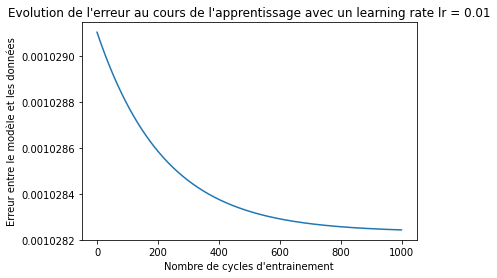 Evolution de l'erreur au cours de l'apprentissage avec un learning rate lr = 0.01
Erreur entre le modèle et les données
0.0010290
0.0010288
0.0010286
0.0010284
0.0010282
0 200 400 600 800 1000
Nombre de cycles d'entrainement